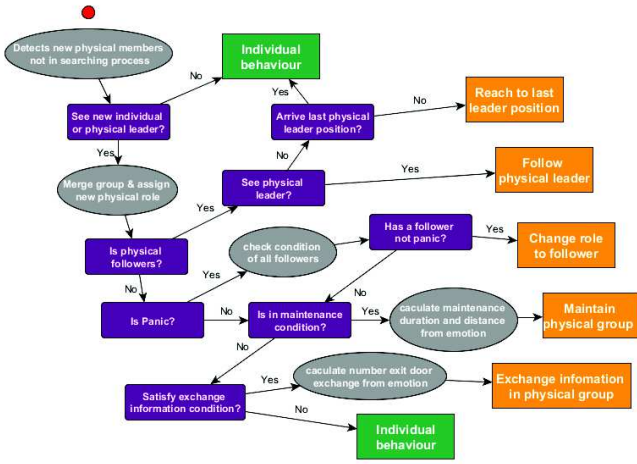 Detects new physical members
not in searching process
No
Individual
behaviour
See new individual
or physical leader?
Yes
Arrive last physical
leader position?
No
Reach to last
leader position
Yes
Merge group & assign
new physical role
No
See physical
leader?
Yes
Follow
physical leader
Yes
Is physical
followers?
Yes
check condition
of all followers
Has a follower
not panic?
Yes
Change role
to follower
No
Is Panic?
No
Is in maintenance
condition?
No
Yes
caculate maintenance
duration and distance
from emotion
Maintain
physical group
No
Satisfy exchange
information condition?
Yes
caculate number exit door
exchange from emotion
Exchange infomation
in physical group
No
Individual
behaviour